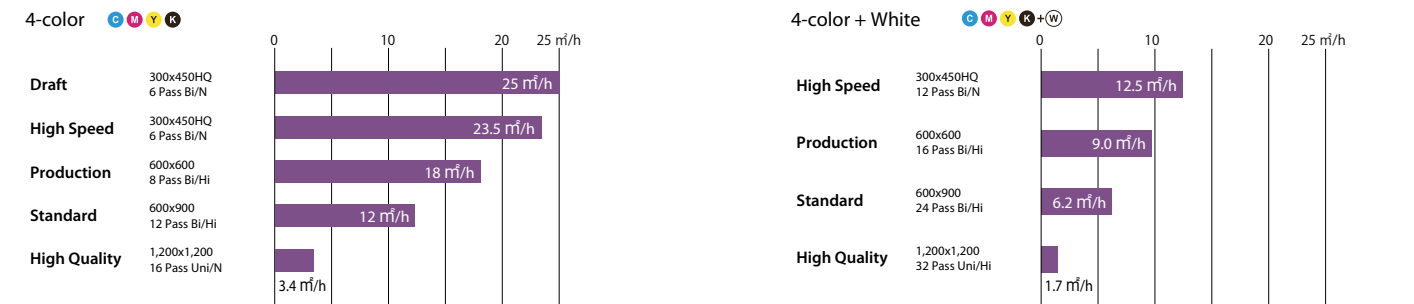 4-color C M Y K
0 10 20 25 ㎡/h
Draft 300x450HQ
6 Pass Bi/N
25 ㎡/h
High Speed 300x450HQ
6 Pass Bi/N
23.5 ㎡/h
Production 600x600
8 Pass Bi/Hi
18 ㎡/h
Standard 600x900
12 Pass Bi/Hi
12 ㎡/h
High Quality 1,200x1,200
16 Pass Uni/N
3.4 ㎡/h
4-color + White C M Y K + W
0 10 20 25 ㎡/h
High Speed 300x450HQ
12 Pass Bi/N
12.5 ㎡/h
Production 600x600
16 Pass Bi/Hi
9.0 ㎡/h
Standard 600x900
24 Pass Bi/Hi
6.2 ㎡/h
High Quality 1,200x1,200
32 Pass Uni/Hi
1.7 ㎡/h